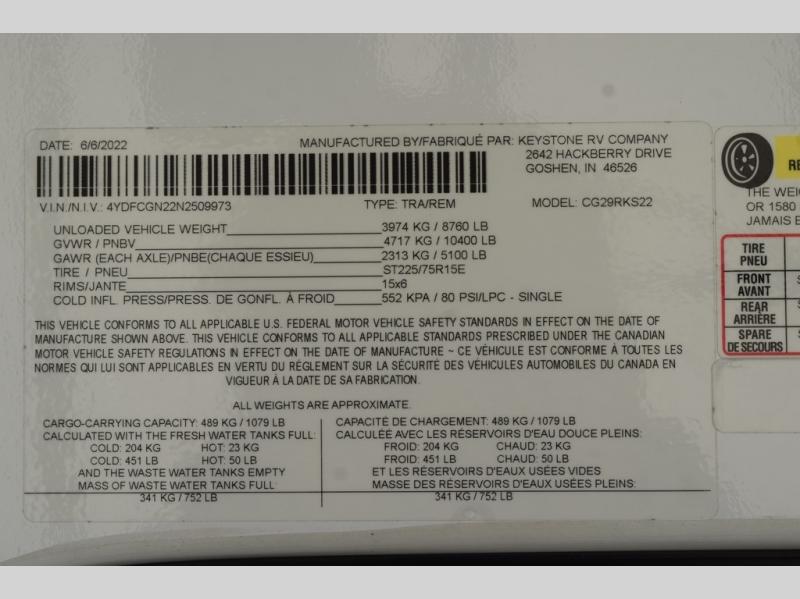 DATE: 6/6/2022
MANUFACTURED BY/FABRIQUÉ PAR: KEYSTONE RV COMPANY
2642 HACKBERRY DRIVE
GOSHEN, IN 46526
V.I.N./N.I.V.: 4YDFCGN22N2509973 TYPE: TRA/REM MODEL: CG29RKS22
UNLOADED VEHICLE WEIGHT 3974 KG / 8760 LB
GVWR / PNBV 4717 KG / 10400 LB
GAWR (EACH AXLE)/PNBE(CHAQUE ESSIEU) 2313 KG / 5100 LB
TIRE / PNEU ST225/75R15E
RIMS/JANTE 15x6
COLD INFL. PRESS/PRESS. DE GONFL. À FROID 552 KPA / 80 PSI/LPC - SINGLE
THIS VEHICLE CONFORMS TO ALL APPLICABLE U.S. FEDERAL MOTOR VEHICLE SAFETY STANDARDS IN EFFECT ON THE DATE OF
MANUFACTURE SHOWN ABOVE. THIS VEHICLE CONFORMS TO ALL APPLICABLE STANDARDS PRESCRIBED UNDER THE CANADIAN
MOTOR VEHICLE SAFETY REGULATIONS IN EFFECT ON THE DATE OF MANUFACTURE ~ CE VÉHICULE EST CONFORME À TOUTES LES
NORMES QUI LUI SONT APPLICABLES EN VERTU DU RÉGLEMENT SUR LA SÉCURITÉ DES VÉHICULES AUTOMOBILES DU CANADA EN
VIGUEUR À LA DATE DE SA FABRICATION.
ALL WEIGHTS ARE APPROXIMATE.
CARGO-CARRYING CAPACITY: 489 KG / 1079 LB
CALCULATED WITH THE FRESH WATER TANKS FULL:
COLD: 204 KG HOT: 23 KG
COLD: 451 LB HOT: 50 LB
AND THE WASTE WATER TANKS EMPTY
MASS OF WASTE WATER TANKS FULL:
341 KG / 752 LB
CAPACITÉ DE CHARGEMENT: 489 KG / 1079 LB
CALCULÉE AVEC LES RÉSERVOIRS D'EAU DOUCE PLEINS:
FROID: 204 KG CHAUD: 23 KG
FROID: 451 LB CHAUD: 50 LB
ET LES RÉSERVOIRS D'EAUX USÉES VIDES
MASSE DES RÉSERVOIRS D'EAUX USÉES PLEINS:
341 KG / 752 LB
THE WEI
OR 1580
JAMAIS E
TIRE
PNEU
FRONT
AVANT
REAR
ARRIÈRE
SPARE
DE SECOURS